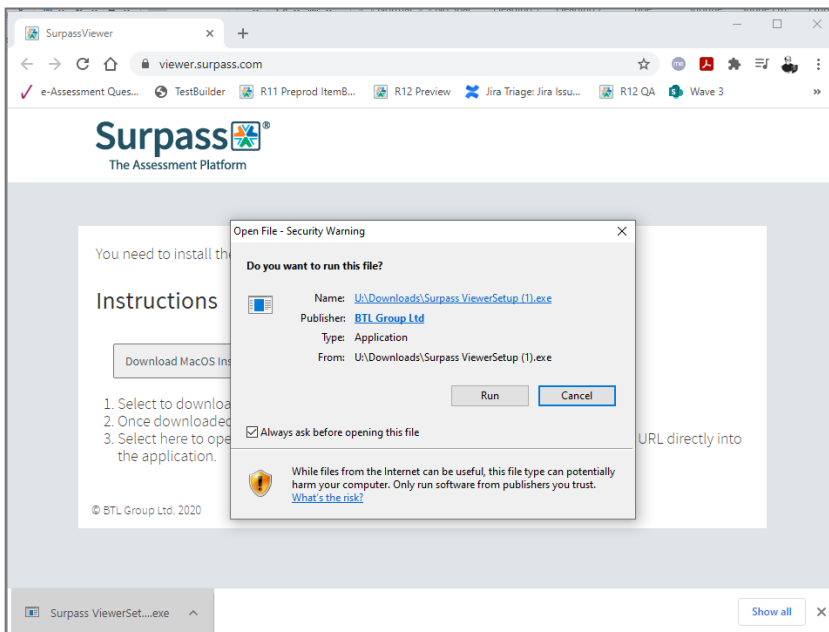 SurpassViewer
viewer.surpass.com
e-Assessment Ques... TestBuilder R11 Preprod ItemB... R12 Preview Jira Triage: Jira Issu... R12 QA Wave 3 »
Surpass®
The Assessment Platform
You need to install th
Instructions
Download MacOS Ins
1. Select to downloa
2. Once downloaded
3. Select here to ope URL directly into
the application.
© BTL Group Ltd. 2020
Open File - Security Warning
Do you want to run this file?
Name: U:\Downloads\Surpass ViewerSetup (1).exe
Publisher: BTL Group Ltd
Type: Application
From: U:\Downloads\Surpass ViewerSetup (1).exe
Run Cancel
Always ask before opening this file
While files from the Internet can be useful, this file type can potentially
harm your computer. Only run software from publishers you trust.
What's the risk?
Surpass ViewerSet....exe Show all